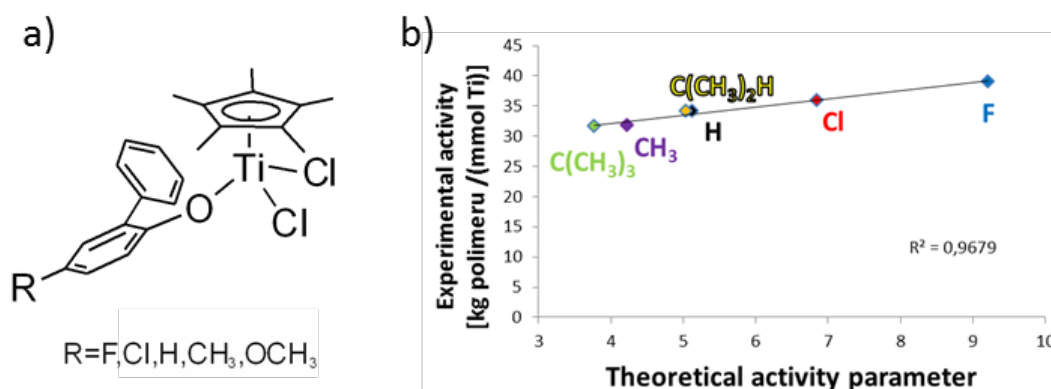 a)
Ti
Cl
Cl
O
R
R=F,Cl,H,CH₃,OCH₃
b)
Experimental activity
[kg polimeru /(mmol Ti)]
45
40
35
30
25
20
15
10
5
0
C(CH₃)₂H
C(CH₃)₃
CH₃
H
Cl
F
R² = 0,9679
3 4 5 6 7 8 9 10
Theoretical activity parameter